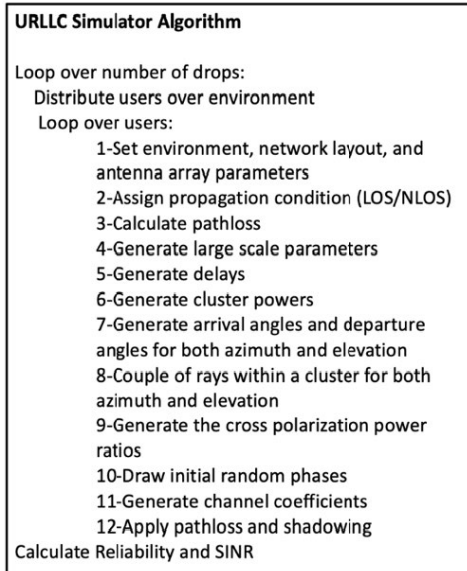 URLLC Simulator Algorithm
Loop over number of drops:
Distribute users over environment
Loop over users:
1-Set environment, network layout, and
antenna array parameters
2-Assign propagation condition (LOS/NLOS)
3-Calculate pathloss
4-Generate large scale parameters
5-Generate delays
6-Generate cluster powers
7-Generate arrival angles and departure
angles for both azimuth and elevation
8-Couple of rays within a cluster for both
azimuth and elevation
9-Generate the cross polarization power
ratios
10-Draw initial random phases
11-Generate channel coefficients
12-Apply pathloss and shadowing
Calculate Reliability and SINR